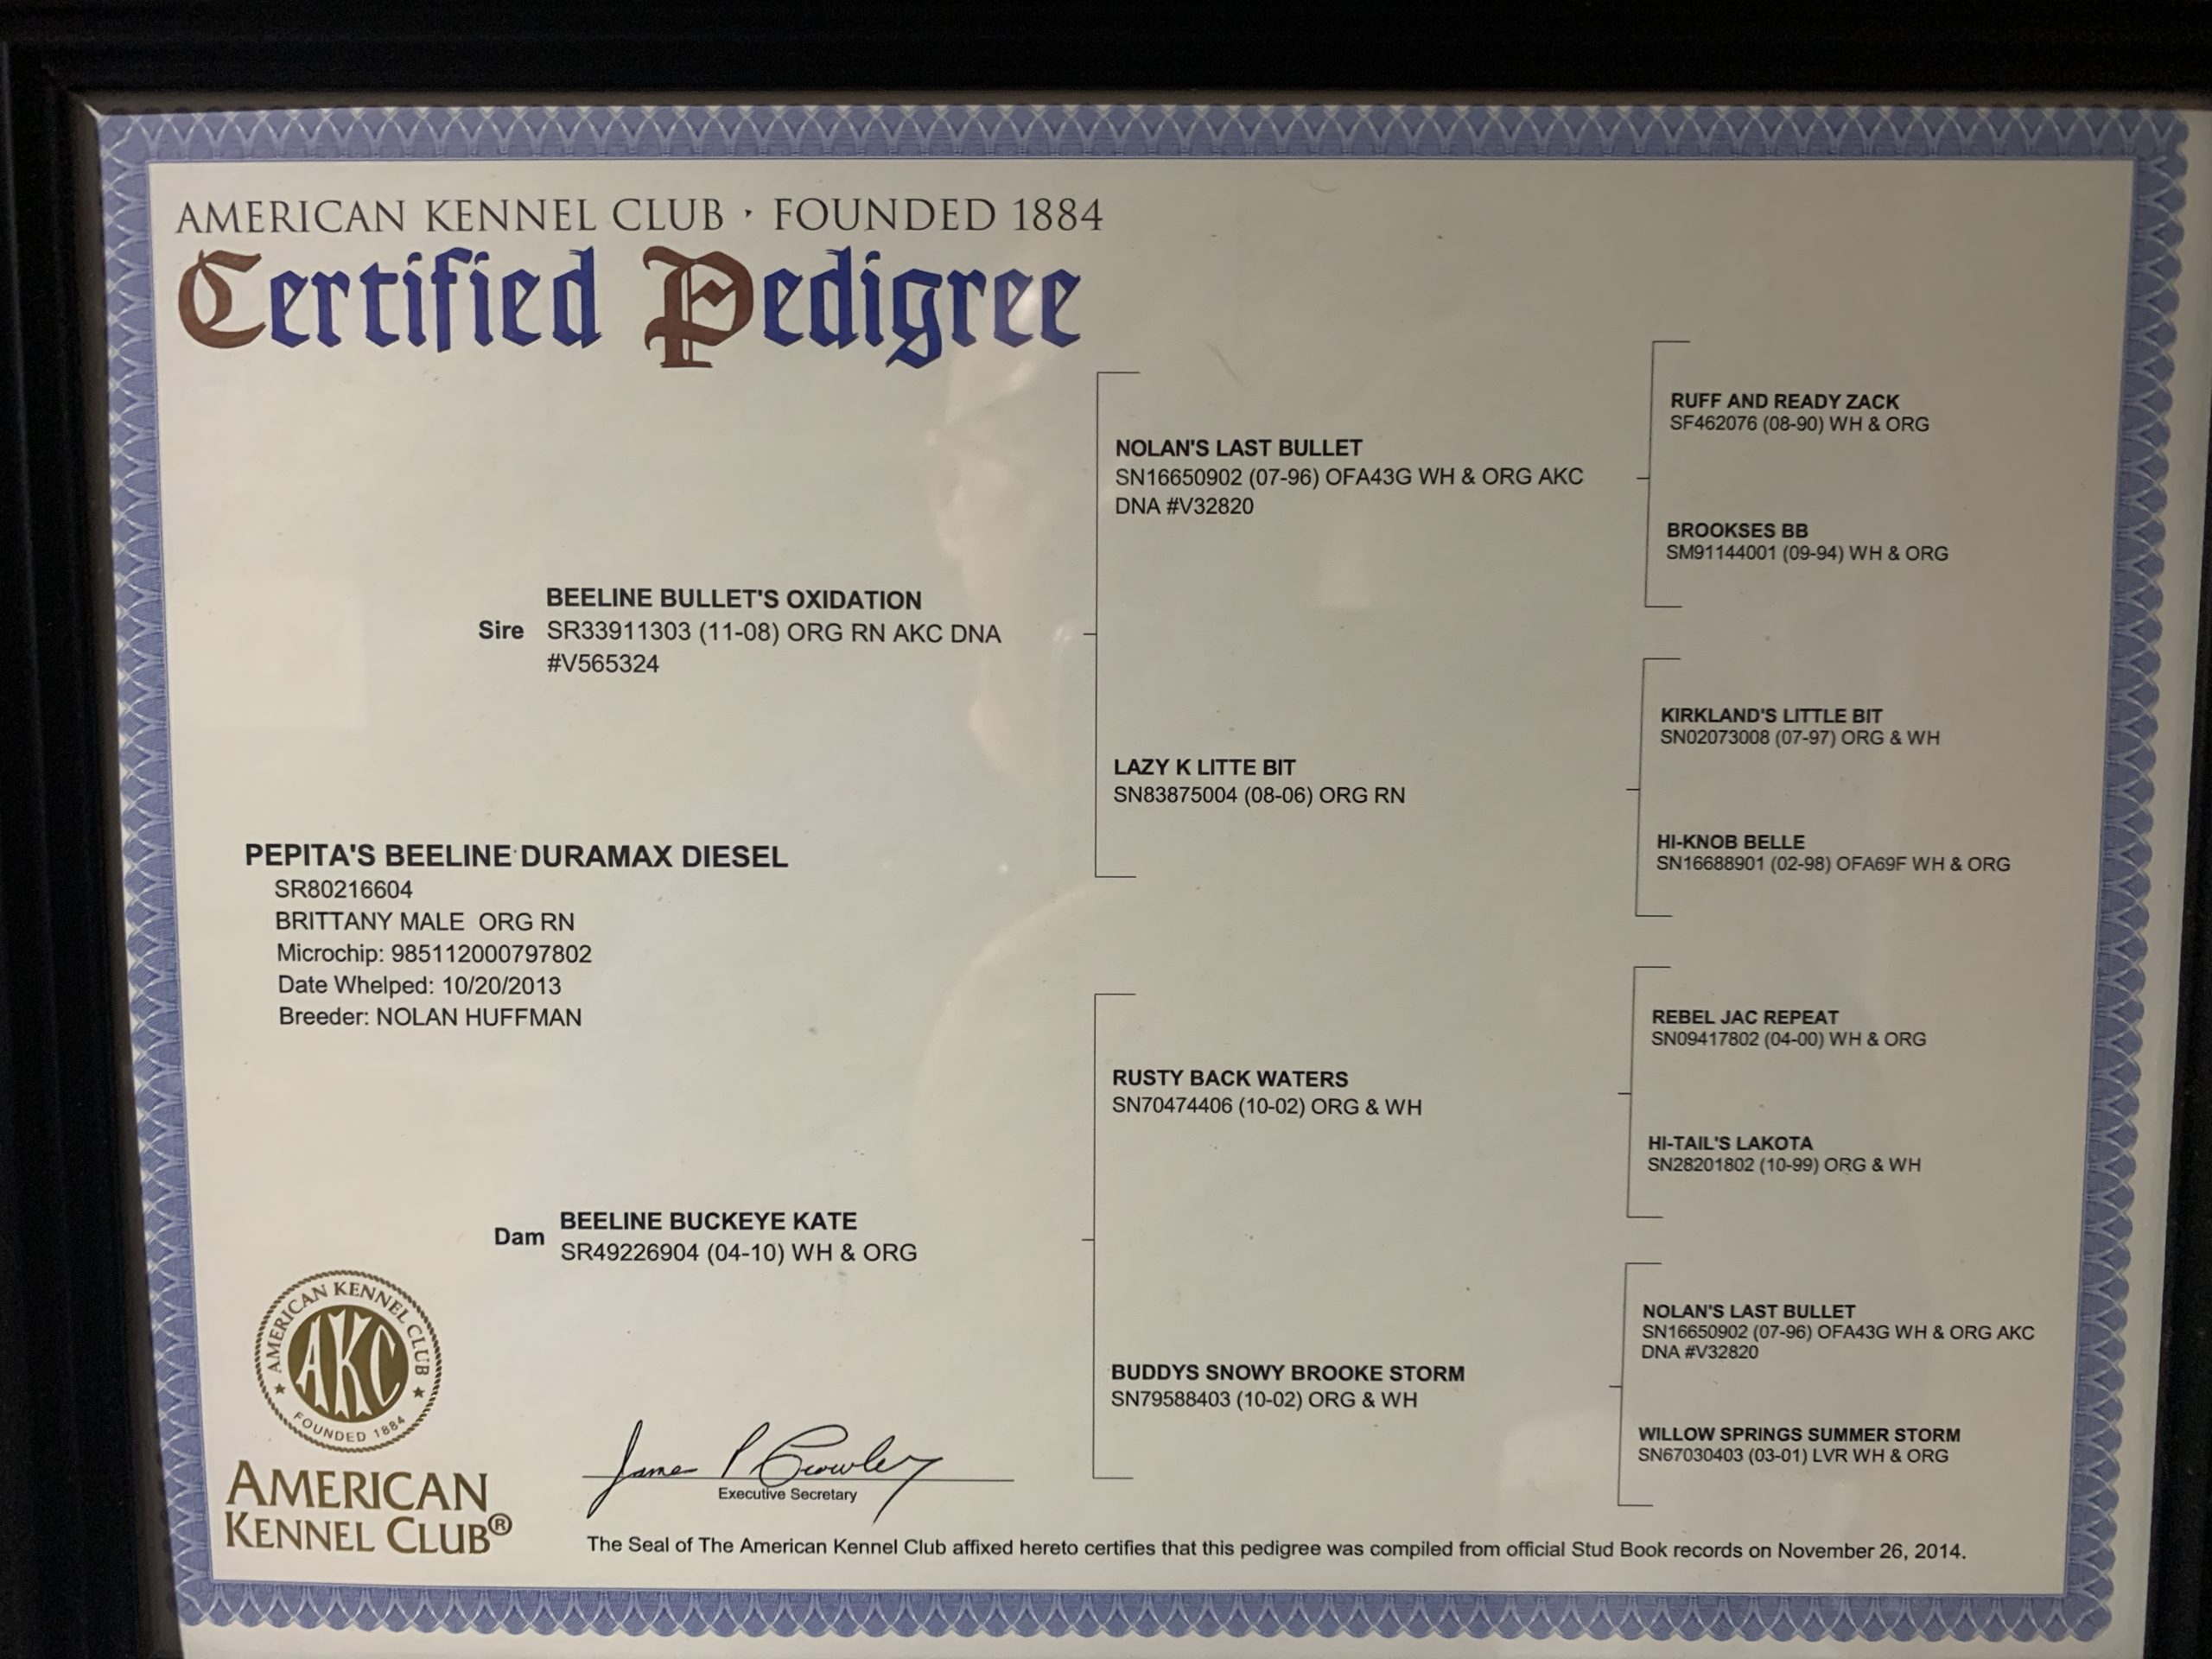 AMERICAN KENNEL CLUB · FOUNDED 1884
Certified Pedigree
RUFF AND READY ZACK
SF462076 (08-90) WH & ORG
NOLAN'S LAST BULLET
SN16650902 (07-96) OFA43G WH & ORG AKC
DNA #V32820
BROOKSES BB
SM91144001 (09-94) WH & ORG
BEELINE BULLET'S OXIDATION
Sire SR33911303 (11-08) ORG RN AKC DNA
#V565324
KIRKLAND'S LITTLE BIT
SN02073008 (07-97) ORG & WH
LAZY K LITTE BIT
SN83875004 (08-06) ORG RN
HI-KNOB BELLE
SN16688901 (02-98) OFA69F WH & ORG
PEPITA'S BEELINE DURAMAX DIESEL
SR80216604
BRITTANY MALE ORG RN
Microchip: 985112000797802
Date Whelped: 10/20/2013
Breeder: NOLAN HUFFMAN
REBEL JAC REPEAT
SN09417802 (04-00) WH & ORG
RUSTY BACK WATERS
SN70474406 (10-02) ORG & WH
HI-TAIL'S LAKOTA
SN28201802 (10-99) ORG & WH
BEELINE BUCKEYE KATE
Dam
SR49226904 (04-10) WH & ORG
NOLAN'S LAST BULLET
SN16650902 (07-96) OFA43G WH & ORG AKC
DNA #V32820
BUDDYS SNOWY BROOKE STORM
SN79588403 (10-02) ORG & WH
WILLOW SPRINGS SUMMER STORM
SN67030403 (03-01) LVR WH & ORG
AMERICAN KENNEL CLUB
AKC
FOUNDED 1884
AMERICAN
KENNEL CLUB®
James P Crowley
Executive Secretary
The Seal of The American Kennel Club affixed hereto certifies that this pedigree was compiled from official Stud Book records on November 26, 2014.